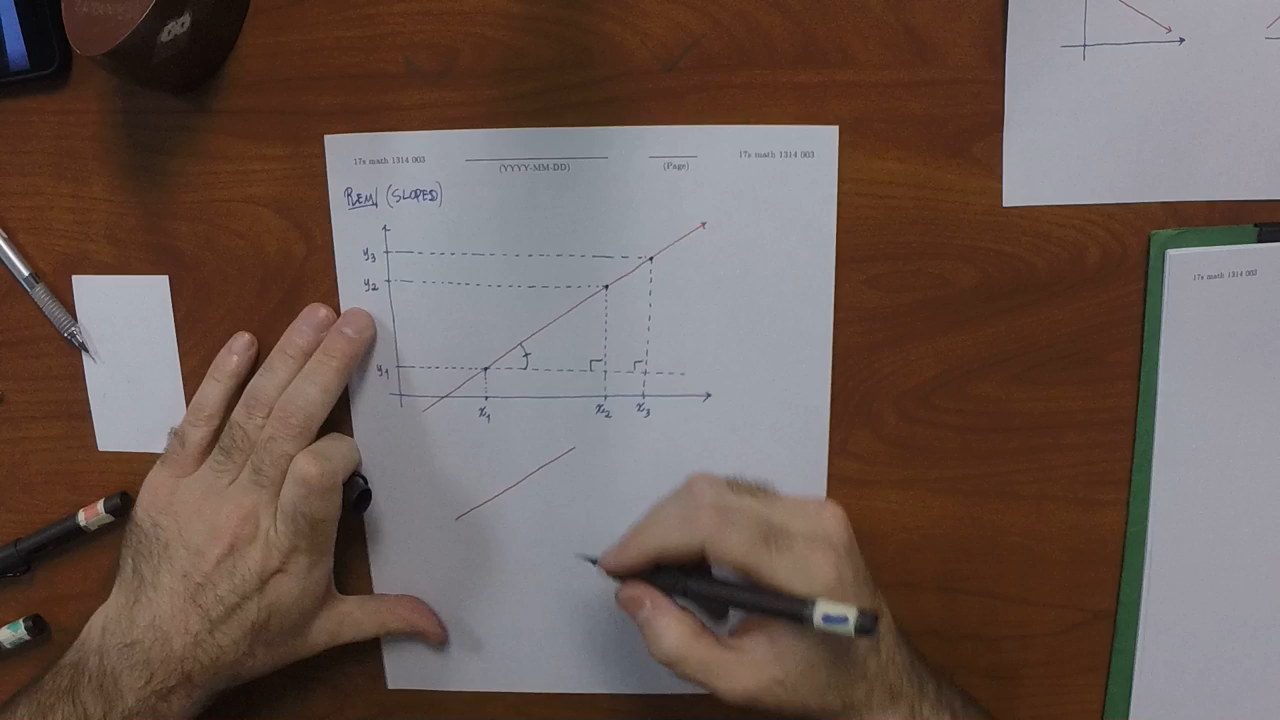 17s math 1314 003 (YYYY-MM-DD) (Page) 17s math 1314 003
REM/ (SLOPES)
y₃
y₂
y₁
x₁ x₂ x₃
17s math 1314 003